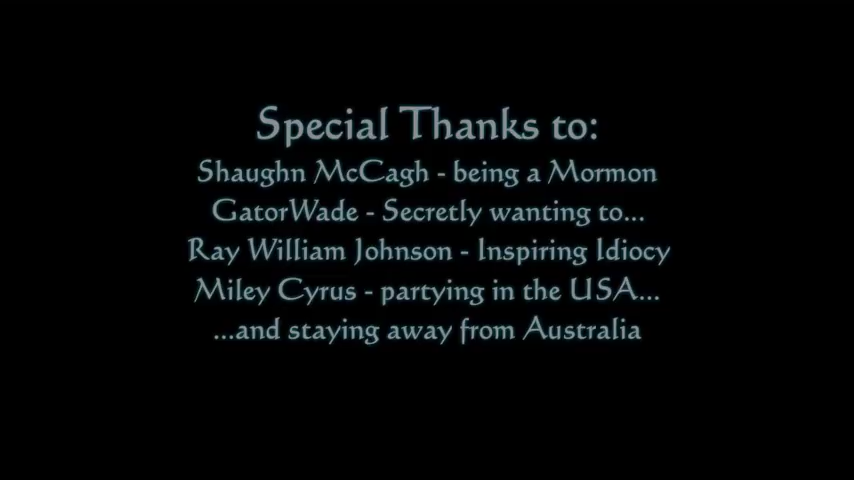 Special Thanks to:
Shaughn McCagh - being a Mormon
GatorWade - Secretly wanting to...
Ray William Johnson - Inspiring Idiocy
Miley Cyrus - partying in the USA...
...and staying away from Australia